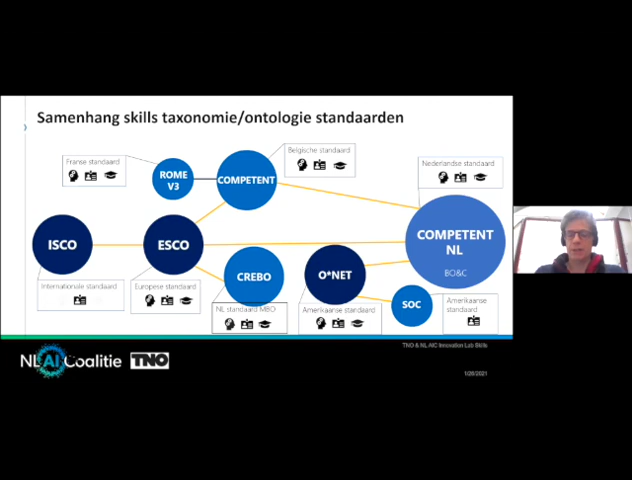 Samenhang skills taxonomie/ontologie standaarden
Franse standaard
ROME
V3
COMPETENT
Belgische standaard
Nederlandse standaard
ISCO
ESCO
CREBO
O*NET
COMPETENT
NL
BO&C
SOC
Internationale standaard
Europese standaard
NL standaard MBO
Amerikaanse standaard
Amerikaanse
standaard
TNO & NL AIC Innovation Lab Skills
NL AI Coalitie
TNO
1/26/2021